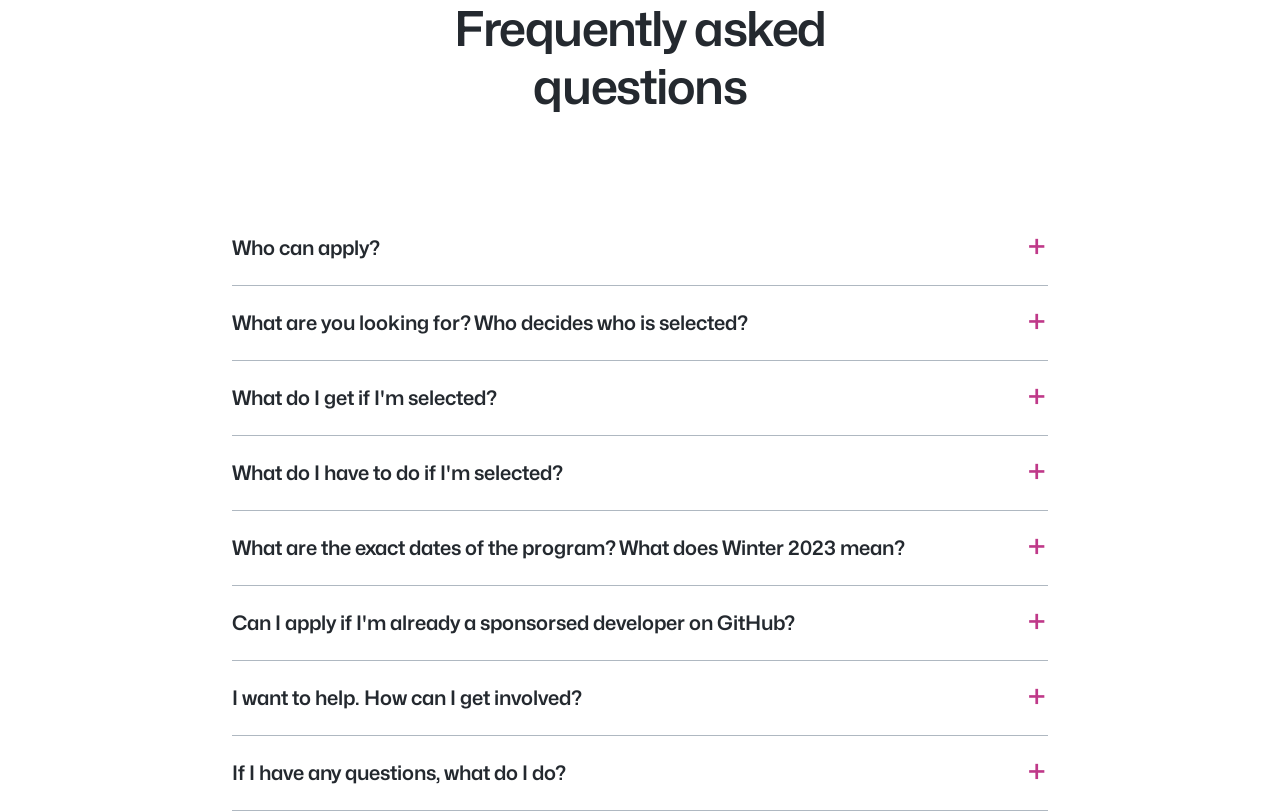 Frequently asked
questions
Who can apply?
What are you looking for? Who decides who is selected?
What do I get if I'm selected?
What do I have to do if I'm selected?
What are the exact dates of the program? What does Winter 2023 mean?
Can I apply if I'm already a sponsorsed developer on GitHub?
I want to help. How can I get involved?
If I have any questions, what do I do?